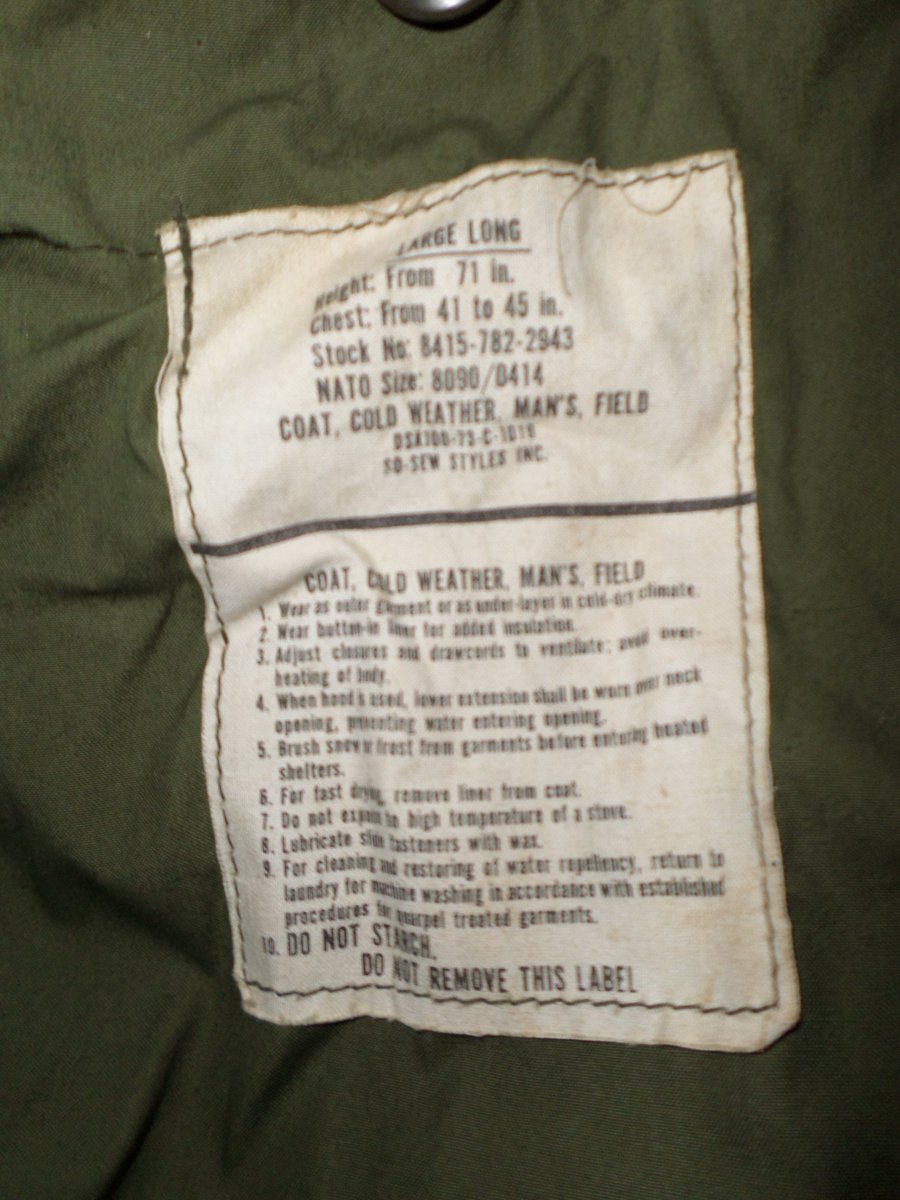 LARGE LONG
Height: From 71 in.
Chest: From 41 to 45 in.
Stock No: 8415-782-2943
NATO Size: 8090/0414
COAT, COLD WEATHER, MAN'S, FIELD
DSA100-75-C-1019
SO-SEW STYLES INC.
COAT, COLD WEATHER, MAN'S, FIELD
1. Wear as outer garment or as under-layer in cold-dry climate.
2. Wear button-in liner for added insulation.
3. Adjust closures and drawcords to ventilate; avoid over-
heating of body.
4. When hood is used, lower extension shall be worn over neck
opening, preventing water entering opening.
5. Brush snow or frost from garments before entering heated
shelters.
6. For fast drying, remove liner from coat.
7. Do not expose to high temperature of a stove.
8. Lubricate slide fasteners with wax.
9. For cleaning and restoring of water repellency, return to
laundry for machine washing in accordance with established
procedures for quarpel treated garments.
10. DO NOT STARCH.
DO NOT REMOVE THIS LABEL